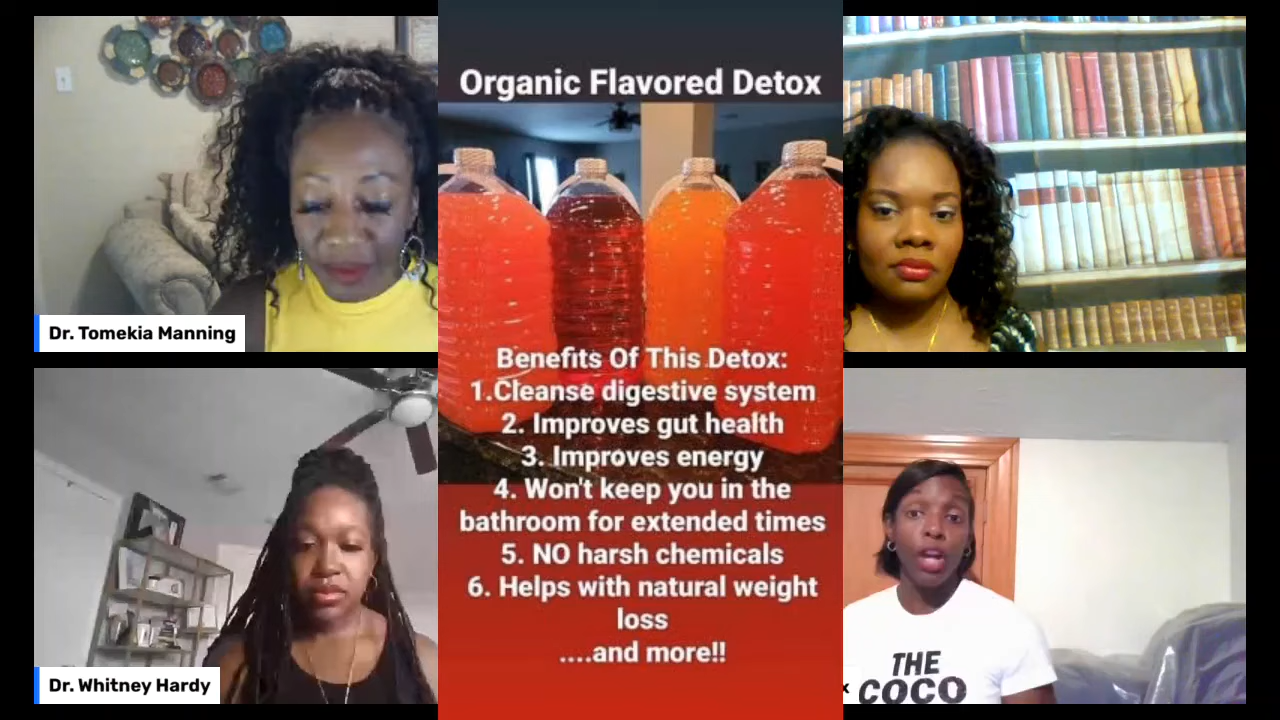 Organic Flavored Detox
Dr. Tomekia Manning
Benefits Of This Detox:
1.Cleanse digestive system
2. Improves gut health
3. Improves energy
4. Won't keep you in the
bathroom for extended times
5. NO harsh chemicals
6. Helps with natural weight
loss
....and more!!
Dr. Whitney Hardy
x
THE
COCO